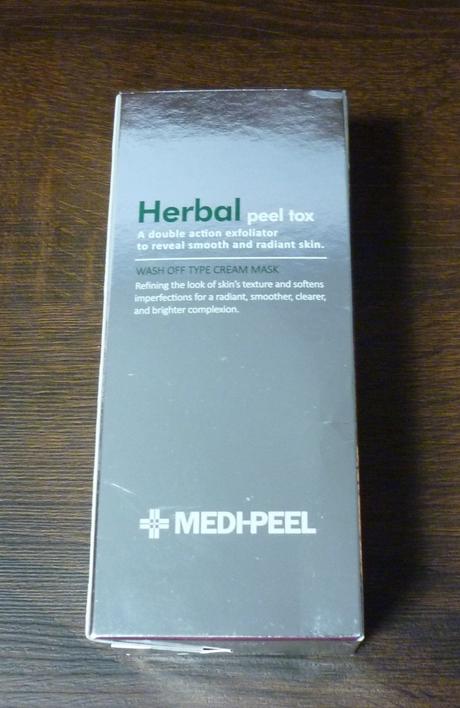 Herbal peel tox
A double action exfoliator
to reveal smooth and radiant skin.
WASH OFF TYPE CREAM MASK
Refining the look of skin's texture and softens
imperfections for a radiant, smoother, clearer,
and brighter complexion.
MEDI-PEEL